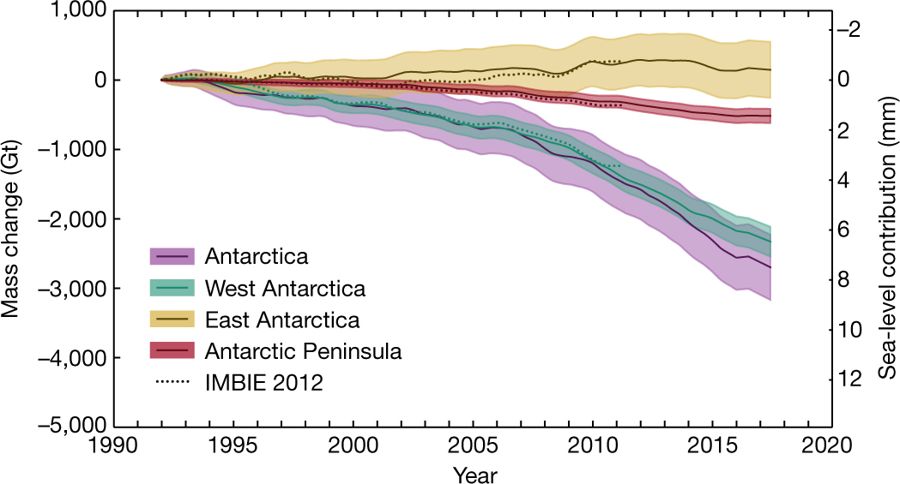 1,000
0
–1,000
–2,000
–3,000
–4,000
–5,000
Mass change (Gt)
Antarctica
West Antarctica
East Antarctica
Antarctic Peninsula
IMBIE 2012
–2
0
2
4
6
8
10
12
Sea-level contribution (mm)
1990
1995
2000
2005
2010
2015
2020
Year